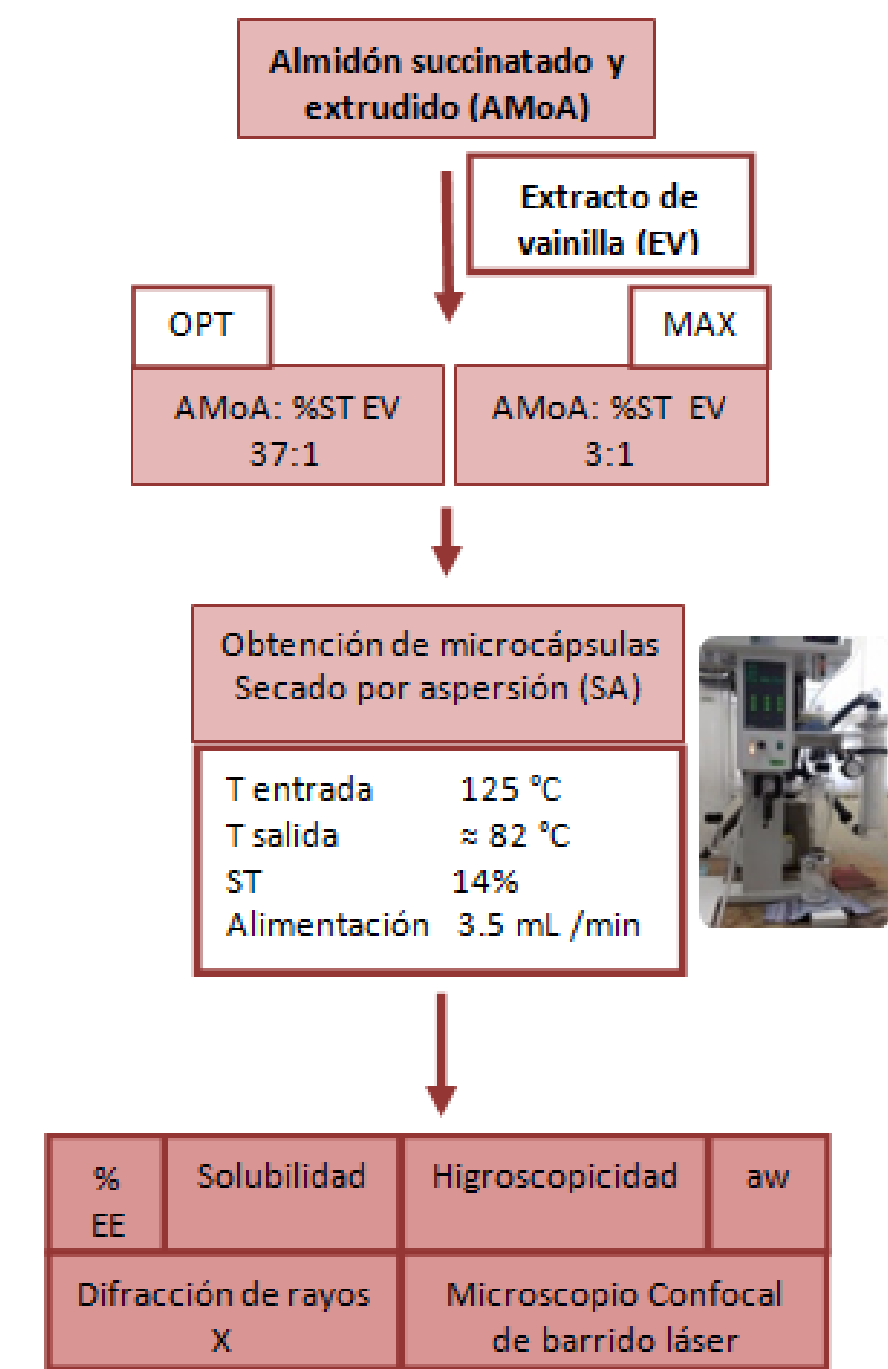 Almidón succinatado y
extrudido (AMoA)
Extracto de
vainilla (EV)
OPT
MAX
AMoA: %ST EV
37:1
AMoA: %ST EV
3:1
Obtención de microcápsulas
Secado por aspersión (SA)
T entrada 125 °C
T salida ≈ 82 °C
ST 14%
Alimentación 3.5 mL /min
%
EE
Solubilidad
Higroscopicidad
aw
Difracción de rayos
X
Microscopio Confocal
de barrido láser